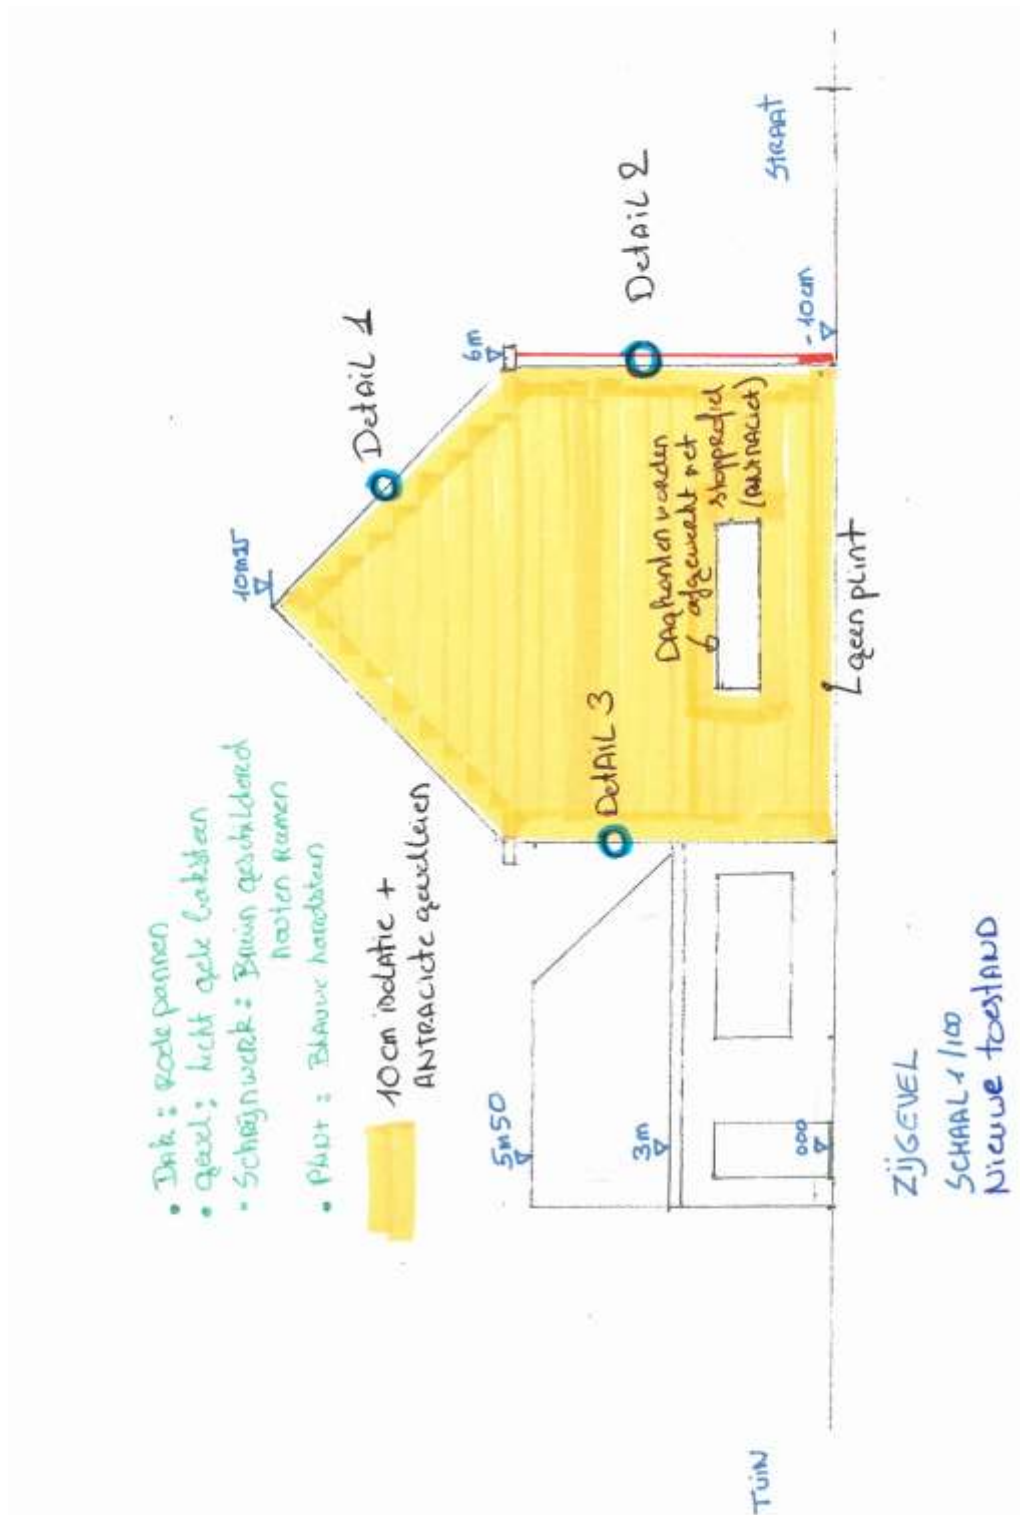 • DAK : Rode pannen
• gevel : licht gele baksteen
• Schrijnwerk : Bruin geschilderd
houten ramen
• Plint : Blauwe hardsteen
10cm isolatie +
ANTRACIETE gevelleien
10m25
Detail 1
6m
Detail 2
5m50
3m
000
Detail 3
DAgkanten worden
afgewerkt met
stopprofiel
(ANTRACIET)
-10cm
STRAAT
TUIN
geen plint
ZIJGEVEL
SCHAAL 1/100
Nieuwe toestAND